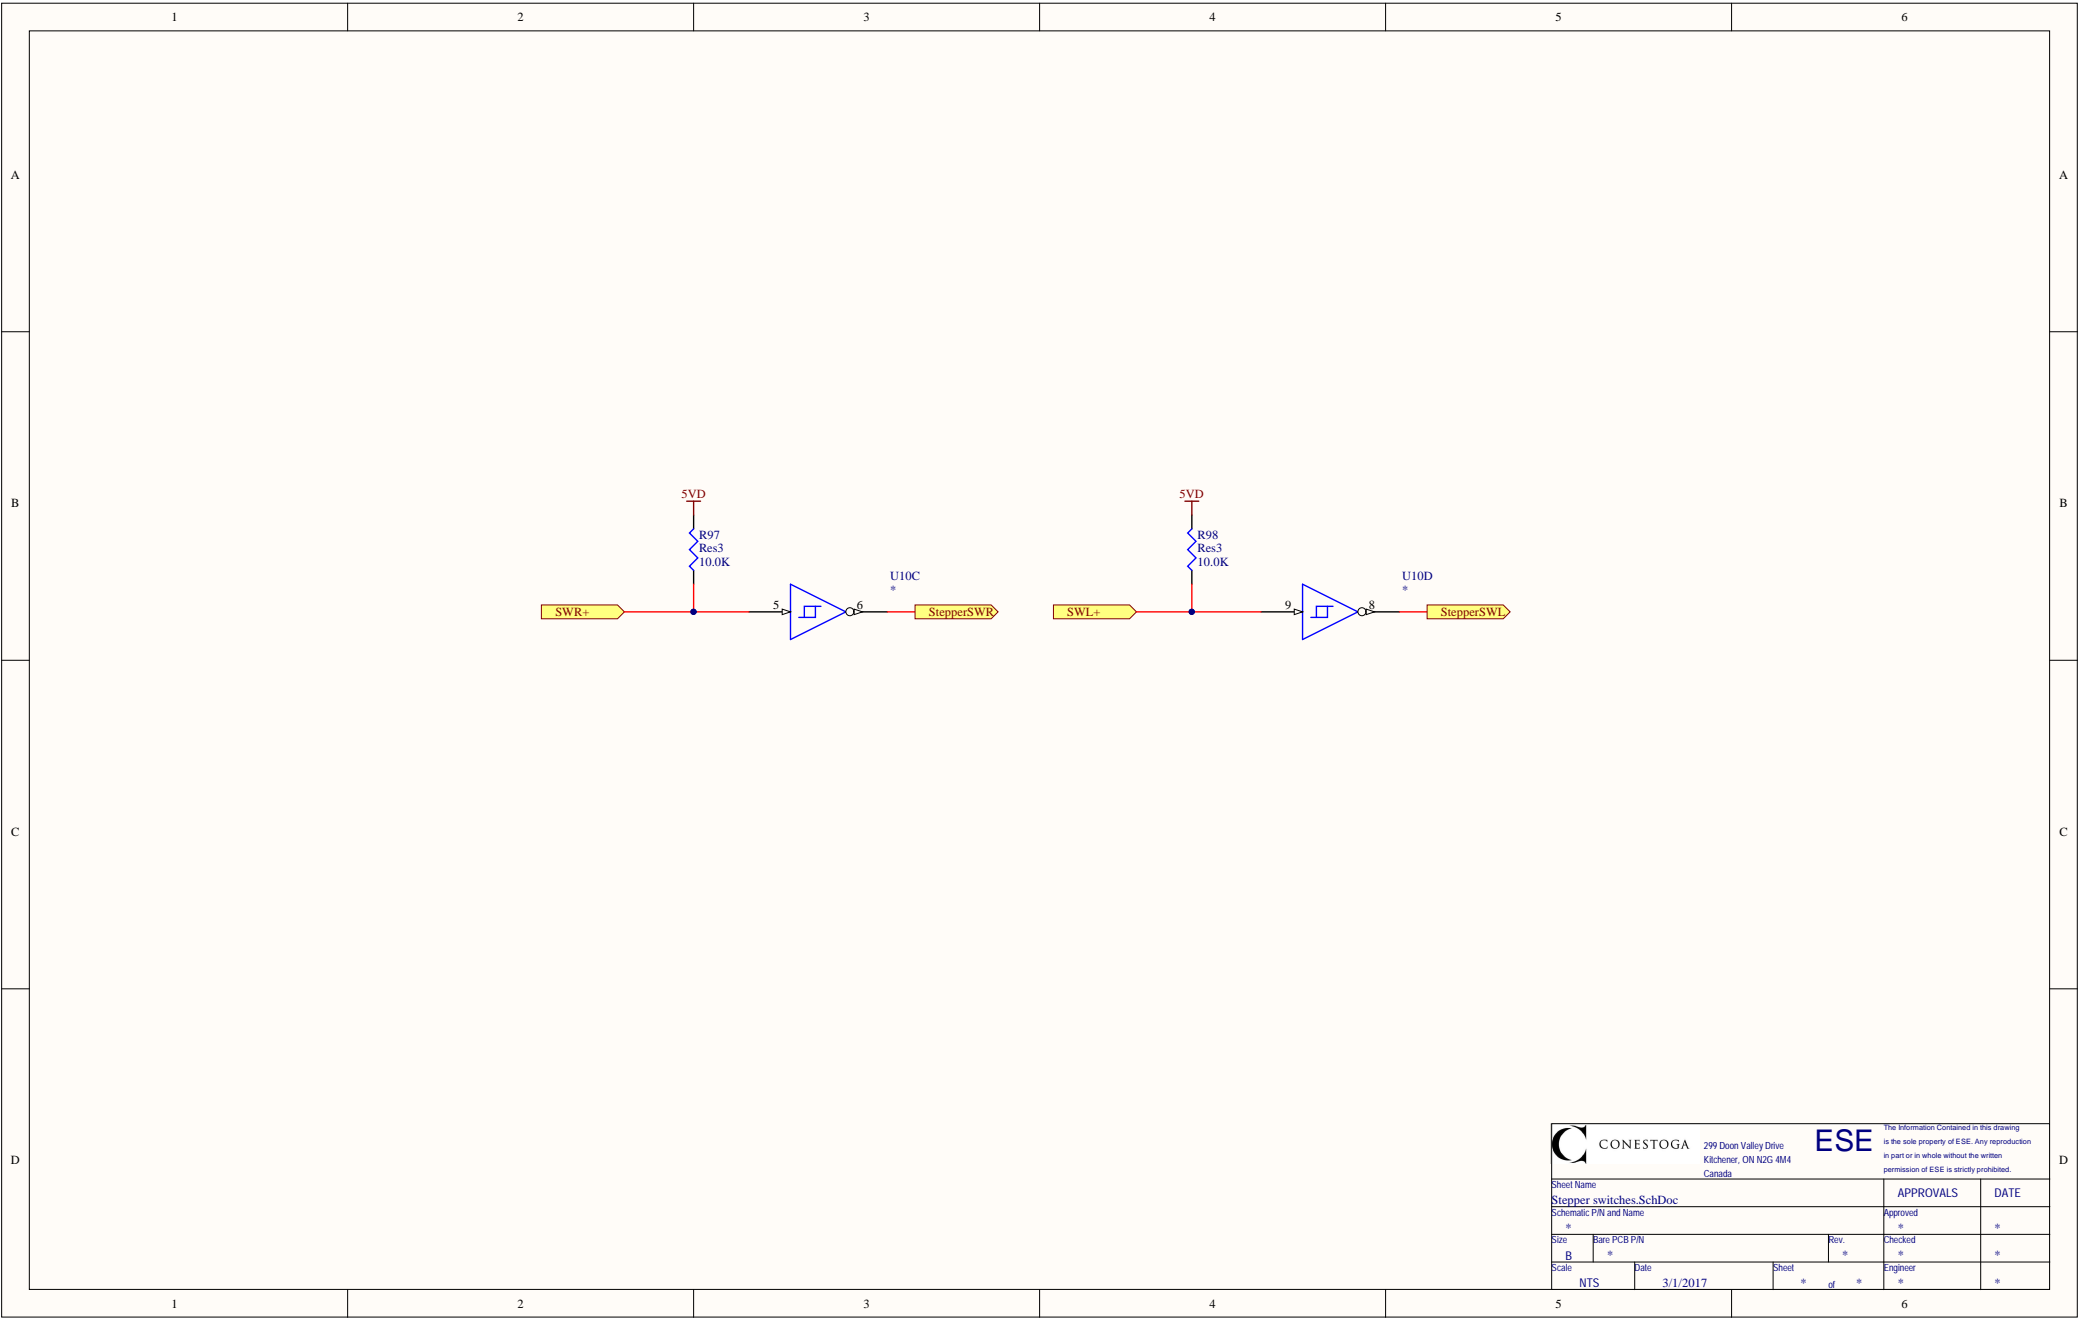 1 2 3 4 5 6
A A
5VD 5VD
B B
R97 R98
Res3 Res3
10.0K 10.0K
U10C U10D
* *
SWR+ 5 6 StepperSWR SWL+ 9 8 StepperSWL
C C
CONESTOGA 299 Doon Valley Drive
Kitchener, ON N2G 4M4
Canada
ESE
The Information Contained in this drawing
is the sole property of ESE. Any reproduction
in part or in whole without the written
permission of ESE is strictly prohibited.
D D
Sheet Name
Stepper switches.SchDoc
APPROVALS DATE
Schematic P/N and Name Approved
* * *
Size Bare PCB P/N Rev. Checked
B * * * *
Scale Date Sheet Engineer
NTS 3/1/2017 * of * * *
1 2 3 4 5 6